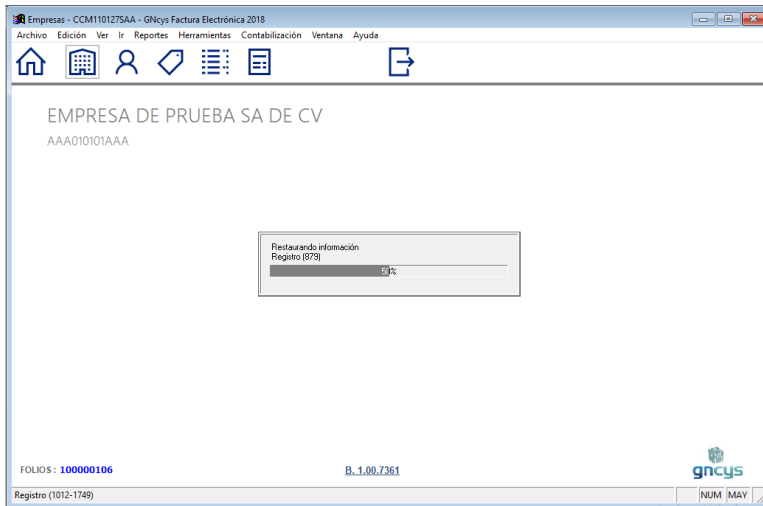 Empresas - CCM110127SAA - GNcys Factura Electrónica 2018
Archivo Edición Ver Ir Reportes Herramientas Contabilización Ventana Ayuda
EMPRESA DE PRUEBA SA DE CV
AAA010101AAA
Restaurando información
Registro (879)
50%
FOLIOS: 100000106
B. 1.00.7361
gncys
Registro (1012-1749)
NUM MAY